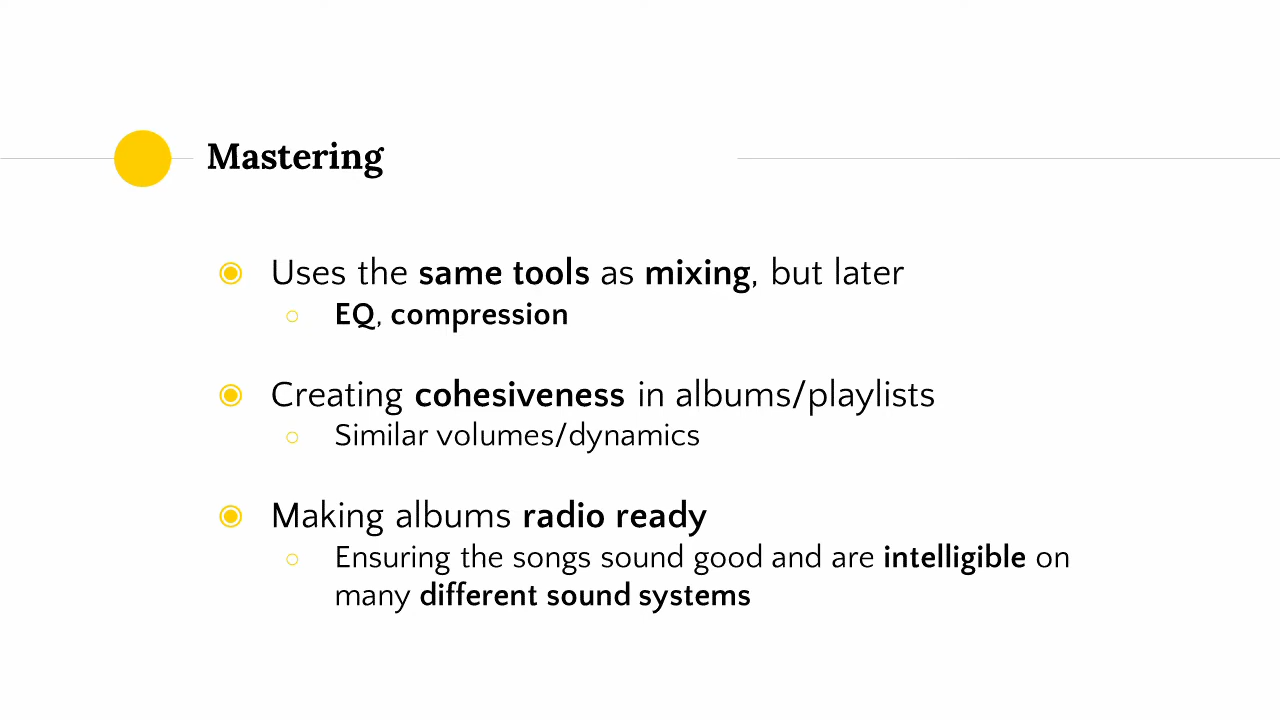 Mastering
Uses the same tools as mixing, but later
EQ, compression
Creating cohesiveness in albums/playlists
Similar volumes/dynamics
Making albums radio ready
Ensuring the songs sound good and are intelligible on
many different sound systems